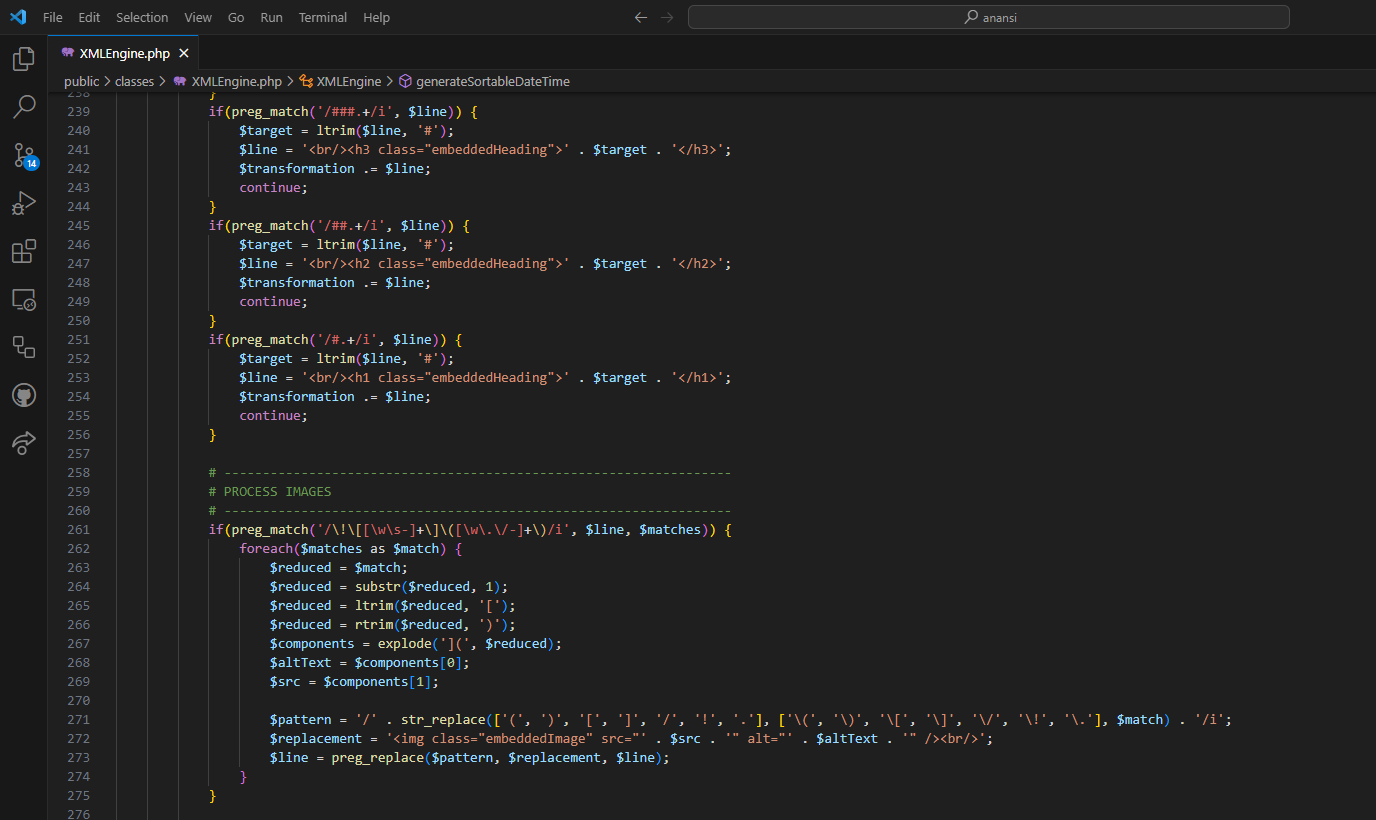 File Edit Selection View Go Run Terminal Help
anansi
XMLEngine.php
public > classes > XMLEngine.php > XMLEngine > generateSortableDateTime
14
238 }
239 if(preg_match('/###.+/i', $line)) {
240 $target = ltrim($line, '#');
241 $line = '<br/><h3 class="embeddedHeading">' . $target . '</h3>';
242 $transformation .= $line;
243 continue;
244 }
245 if(preg_match('/##.+/i', $line)) {
246 $target = ltrim($line, '#');
247 $line = '<br/><h2 class="embeddedHeading">' . $target . '</h2>';
248 $transformation .= $line;
249 continue;
250 }
251 if(preg_match('/#.+/i', $line)) {
252 $target = ltrim($line, '#');
253 $line = '<br/><h1 class="embeddedHeading">' . $target . '</h1>';
254 $transformation .= $line;
255 continue;
256 }
257
258 # ------------------------------------------------------------------
259 # PROCESS IMAGES
260 # ------------------------------------------------------------------
261 if(preg_match('/\!\[[\w\s-]+\]\([\w\.\/-]+\)/i', $line, $matches)) {
262 foreach($matches as $match) {
263 $reduced = $match;
264 $reduced = substr($reduced, 1);
265 $reduced = ltrim($reduced, '[');
266 $reduced = rtrim($reduced, ')');
267 $components = explode('](', $reduced);
268 $altText = $components[0];
269 $src = $components[1];
270
271 $pattern = '/' . str_replace(['(', ')', '[', ']', '/', '!', '.'], ['\(', '\)', '\[', '\]', '\/', '\!', '\.'], $match) . '/i';
272 $replacement = '<img class="embeddedImage" src="' . $src . '" alt="' . $altText . '" /><br/>';
273 $line = preg_replace($pattern, $replacement, $line);
274 }
275 }
276